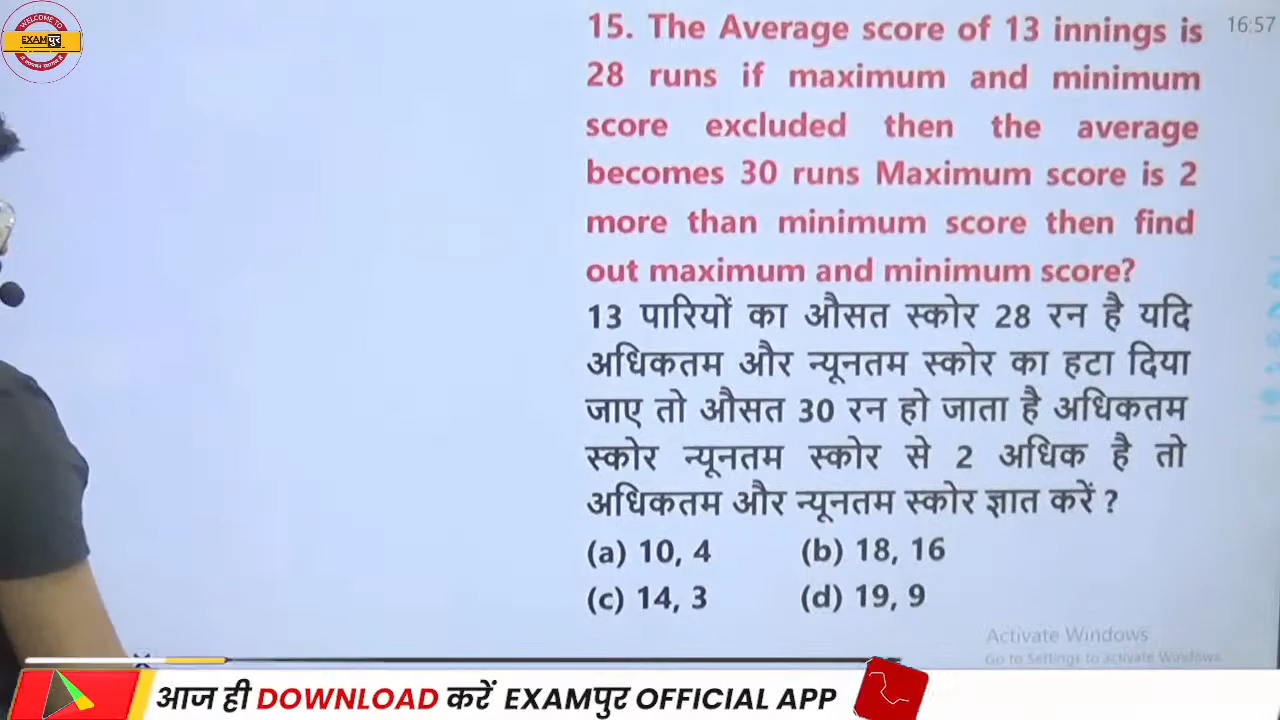 WELCOME TO
EXAMपुर
15. The Average score of 13 innings is
16:57
28 runs if maximum and minimum
score excluded then the average
becomes 30 runs Maximum score is 2
more than minimum score then find
out maximum and minimum score?
13 पारियों का औसत स्कोर 28 रन है यदि
अधिकतम और न्यूनतम स्कोर का हटा दिया
जाए तो औसत 30 रन हो जाता है अधिकतम
स्कोर न्यूनतम स्कोर से 2 अधिक है तो
अधिकतम और न्यूनतम स्कोर ज्ञात करें ?
(a) 10, 4 (b) 18, 16
(c) 14, 3 (d) 19, 9
Activate Windows
Go to Settings to activate Windows.
आज ही DOWNLOAD करें EXAMपुर OFFICIAL APP